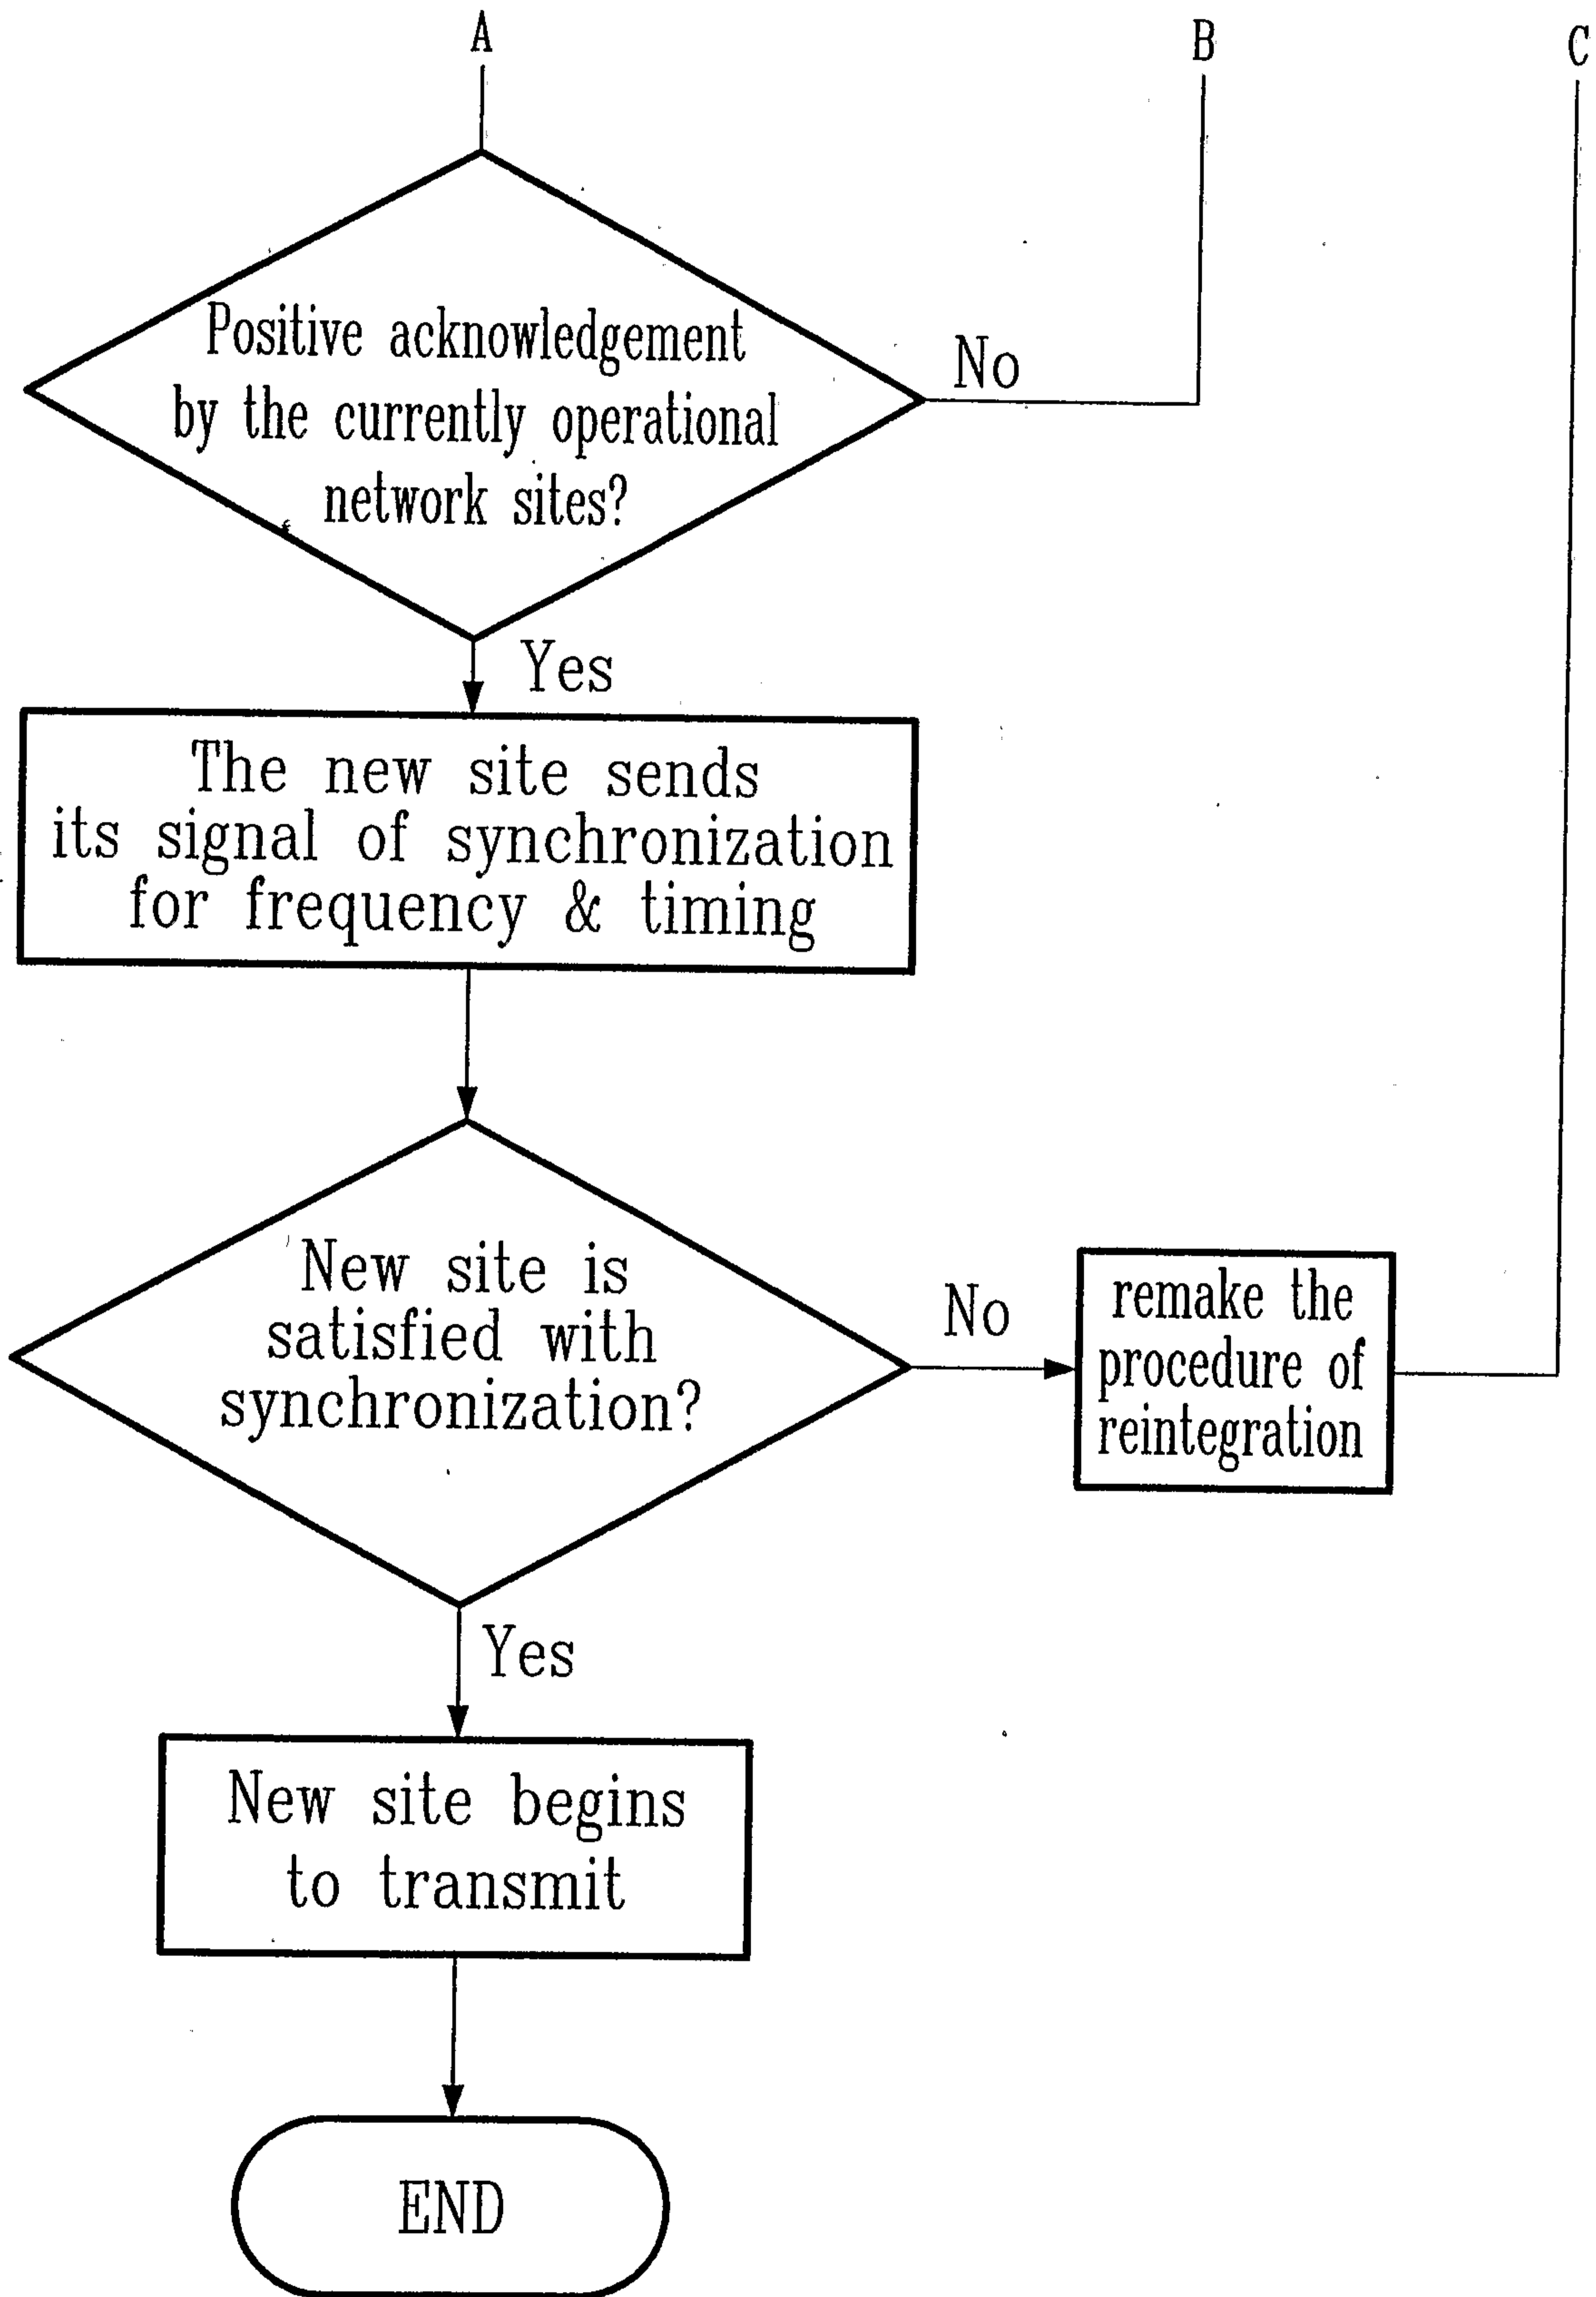 A
B
C
Positive acknowledgement
by the currently operational
network sites?
No
Yes
The new site sends
its signal of synchronization
for frequency & timing
New site is
satisfied with
synchronization?
No
remake the
procedure of
reintegration
Yes
New site begins
to transmit
END